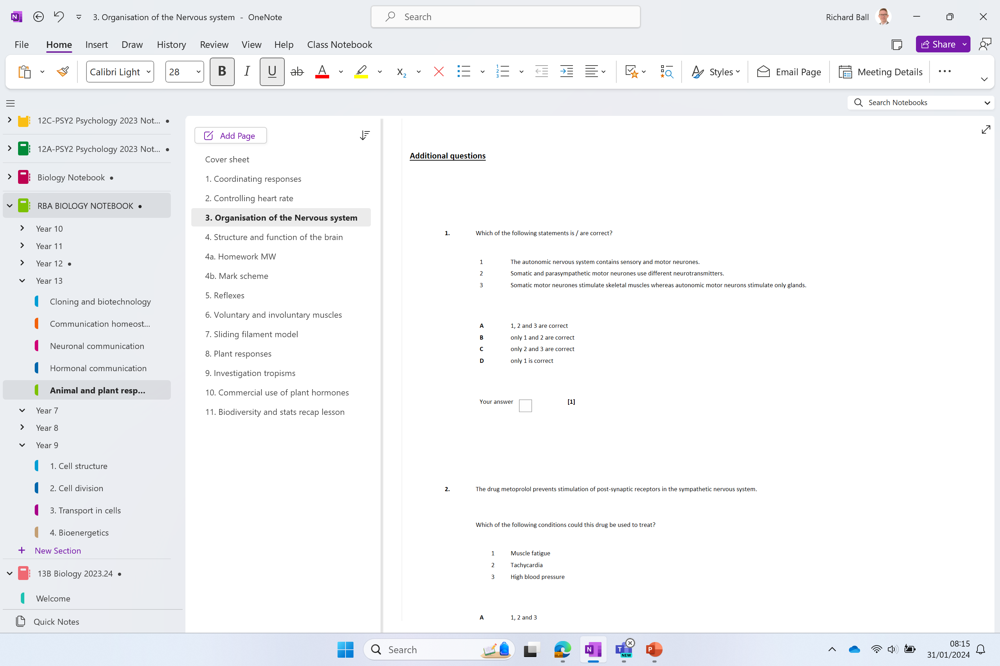 3. Organisation of the Nervous system - OneNote
Search
Richard Ball
File Home Insert Draw History Review View Help Class Notebook
Share
Calibri Light 28 B I U ab A X2 Styles Email Page Meeting Details
Search Notebooks
12C-PSY2 Psychology 2023 Not...
12A-PSY2 Psychology 2023 Not...
Biology Notebook
RBA BIOLOGY NOTEBOOK
Year 10
Year 11
Year 12
Year 13
Cloning and biotechnology
Communication homeost...
Neuronal communication
Hormonal communication
Animal and plant resp...
Year 7
Year 8
Year 9
1. Cell structure
2. Cell division
3. Transport in cells
4. Bioenergetics
New Section
13B Biology 2023.24
Welcome
Quick Notes
Add Page
Cover sheet
1. Coordinating responses
2. Controlling heart rate
3. Organisation of the Nervous system
4. Structure and function of the brain
4a. Homework MW
4b. Mark scheme
5. Reflexes
6. Voluntary and involuntary muscles
7. Sliding filament model
8. Plant responses
9. Investigation tropisms
10. Commercial use of plant hormones
11. Biodiversity and stats recap lesson
Additional questions
1. Which of the following statements is / are correct?
1 The autonomic nervous system contains sensory and motor neurones.
2 Somatic and parasympathetic motor neurones use different neurotransmitters.
3 Somatic motor neurones stimulate skeletal muscles whereas autonomic motor neurons stimulate only glands.
A 1, 2 and 3 are correct
B only 1 and 2 are correct
C only 2 and 3 are correct
D only 1 is correct
Your answer [1]
2. The drug metoprolol prevents stimulation of post-synaptic receptors in the sympathetic nervous system.
Which of the following conditions could this drug be used to treat?
1 Muscle fatigue
2 Tachycardia
3 High blood pressure
A 1, 2 and 3
Search
NEW
08:15
31/01/2024